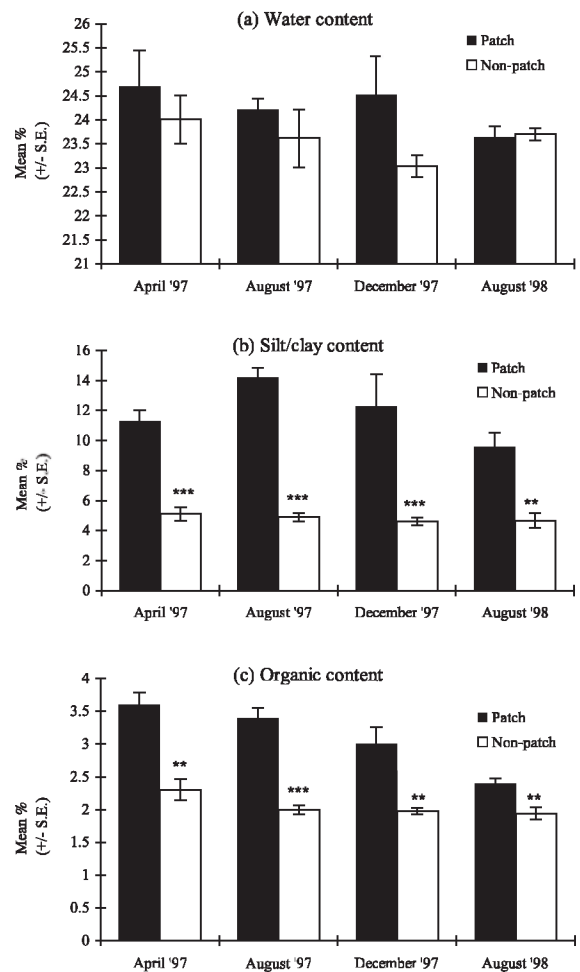 (a) Water content
26
25.5
25
24.5
24
23.5
23
22.5
22
21.5
21
Mean %
(+/- S.E.)
Patch
Non-patch
April '97 August '97 December '97 August '98
(b) Silt/clay content
16
14
12
10
8
6
4
2
0
Mean %
(+/- S.E.)
Patch
Non-patch
*** *** *** **
April '97 August '97 December '97 August '98
(c) Organic content
4
3.5
3
2.5
2
1.5
1
0.5
0
Mean %
(+/- S.E.)
Patch
Non-patch
** *** ** **
April '97 August '97 December '97 August '98